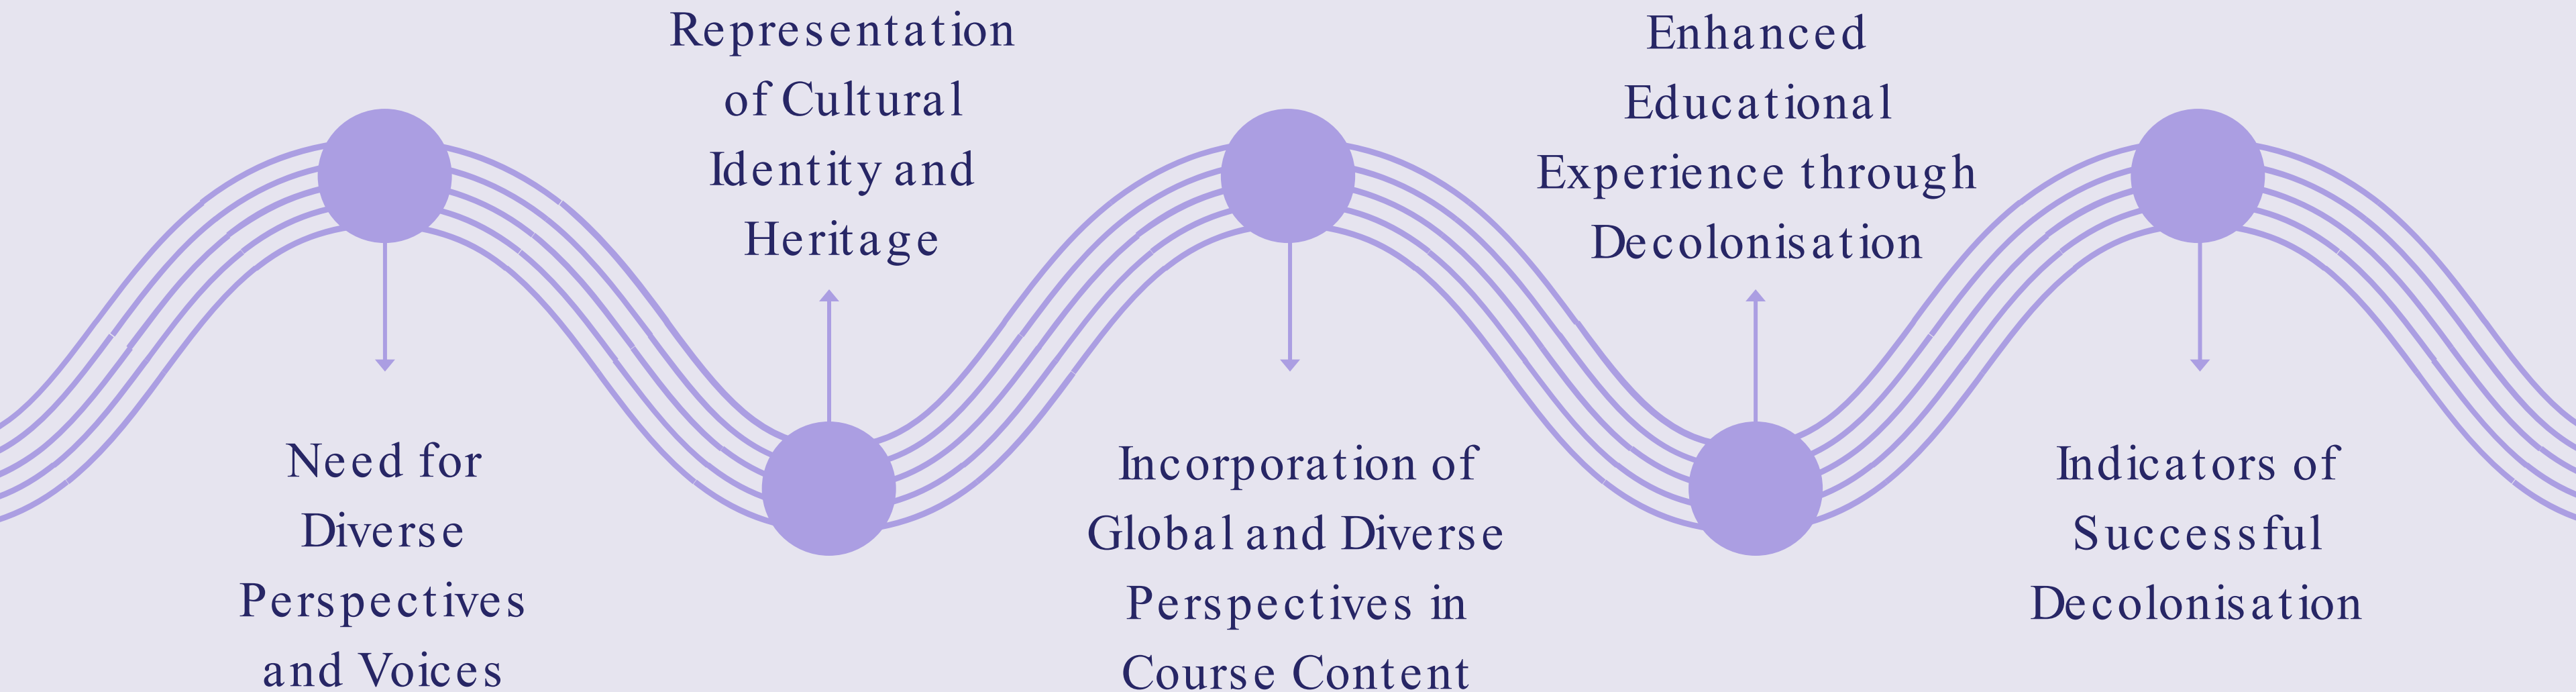 Need for
Diverse
Perspectives
and Voices
Representation
of Cultural
Identity and
Heritage
Incorporation of
Global and Diverse
Perspectives in
Course Content
Enhanced
Educational
Experience through
Decolonisation
Indicators of
Successful
Decolonisation